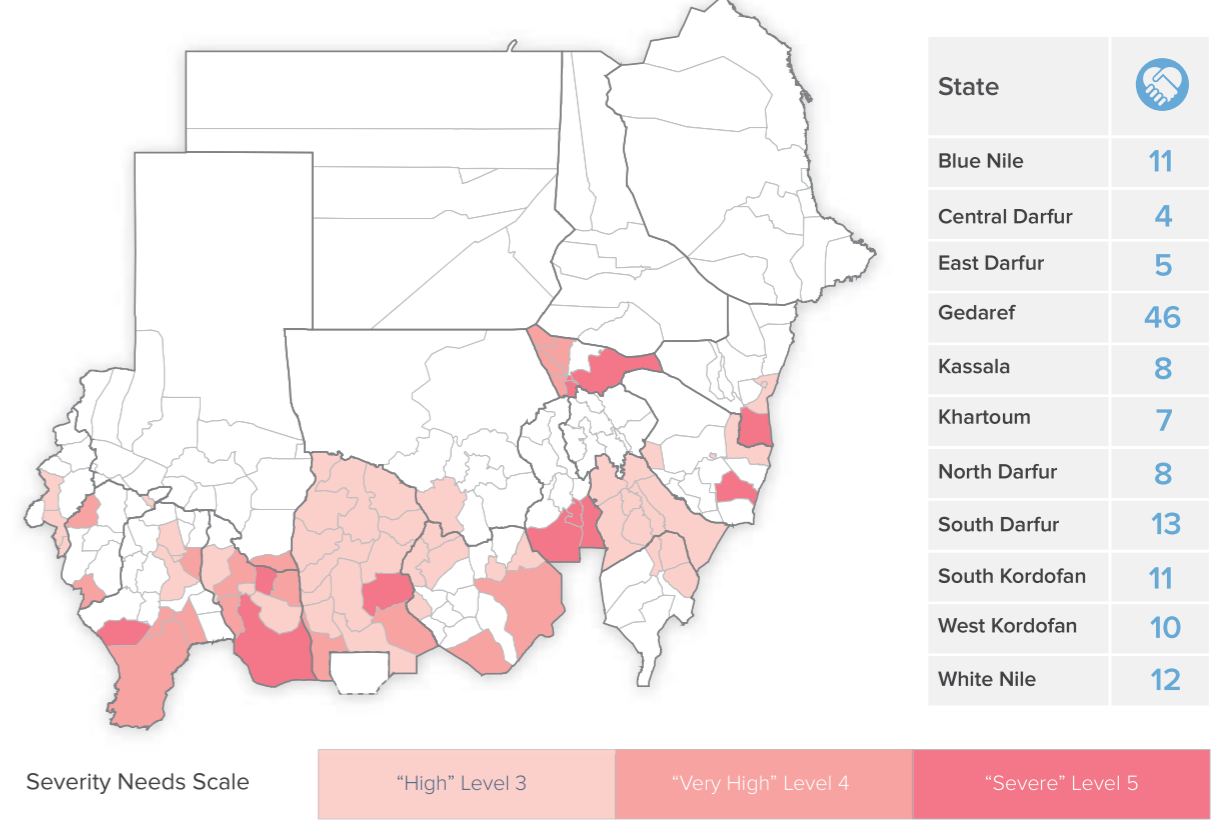 State
Blue Nile 11
Central Darfur 4
East Darfur 5
Gedaref 46
Kassala 8
Khartoum 7
North Darfur 8
South Darfur 13
South Kordofan 11
West Kordofan 10
White Nile 12
Severity Needs Scale “High” Level 3 “Very High” Level 4 “Severe” Level 5